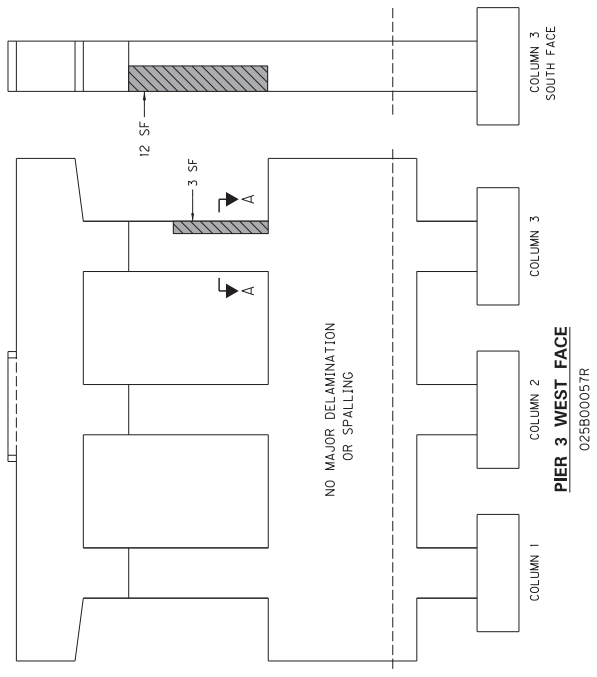 12 SF
3 SF
A
A
NO MAJOR DELAMINATION
OR SPALLING
COLUMN 1
COLUMN 2
COLUMN 3
COLUMN 3
SOUTH FACE
PIER 3 WEST FACE
025B00057R